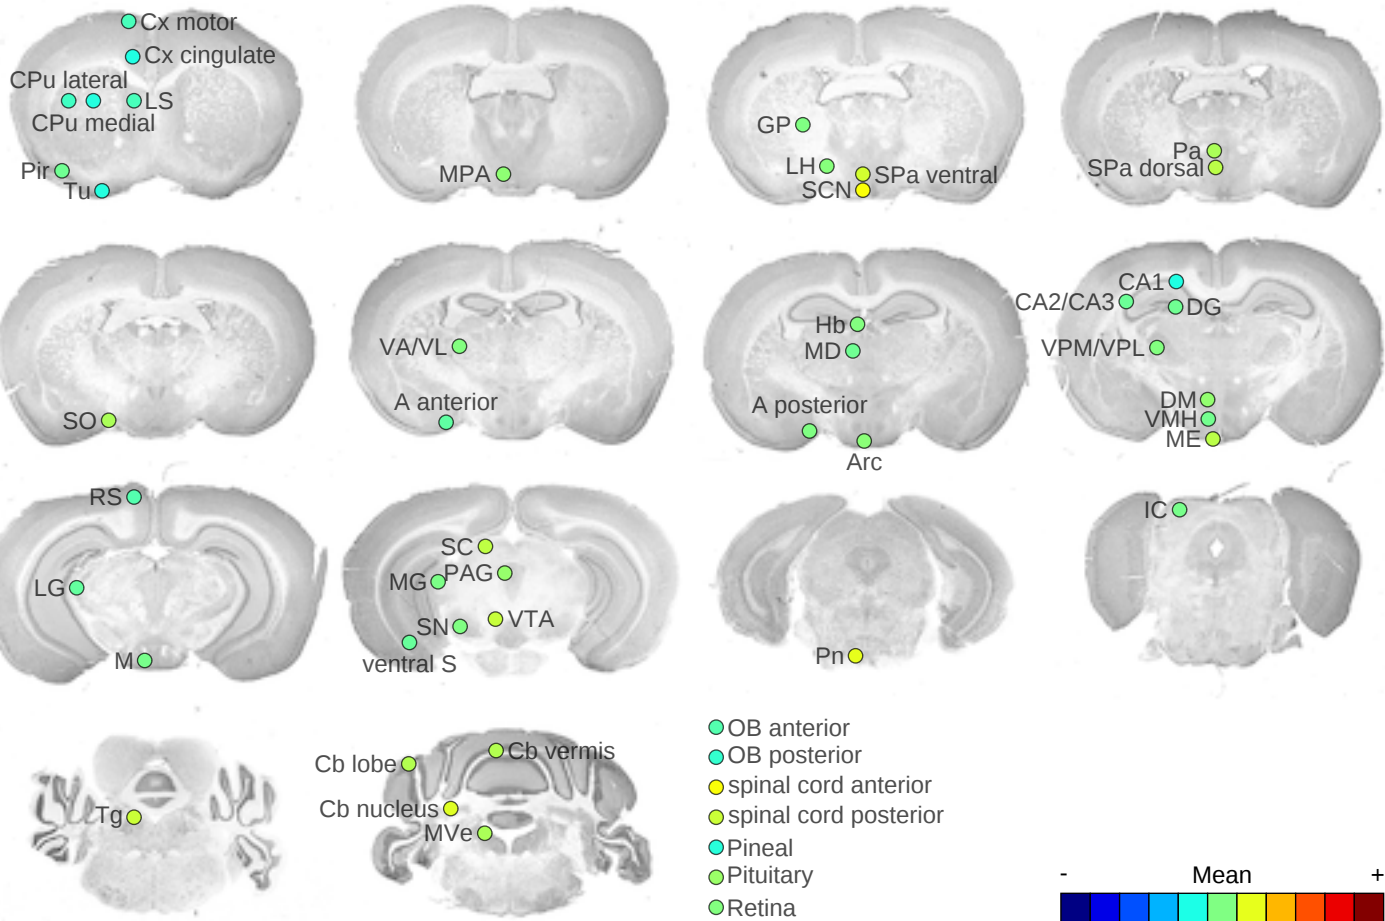 Cx motor
Cx cingulate
CPu lateral
LS
CPu medial
Pir
Tu
MPA
GP
LH
SPa ventral
SCN
Pa
SPa dorsal
SO
VA/VL
A anterior
Hb
MD
A posterior
Arc
CA1
CA2/CA3
DG
VPM/VPL
DM
VMH
ME
RS
LG
M
SC
MG
PAG
SN
VTA
ventral S
Pn
IC
Tg
Cb lobe
Cb vermis
Cb nucleus
MVe
OB anterior
OB posterior
spinal cord anterior
spinal cord posterior
Pineal
Pituitary
Retina
- Mean +